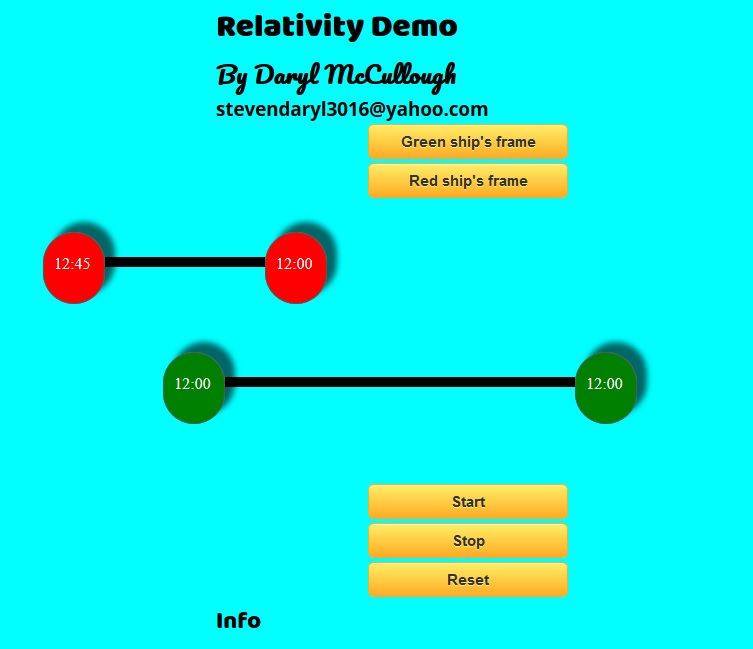 Relativity Demo
By Daryl McCullough
stevendaryl3016@yahoo.com
Green ship's frame
Red ship's frame
12:45 12:00
12:00 12:00
Start
Stop
Reset
Info